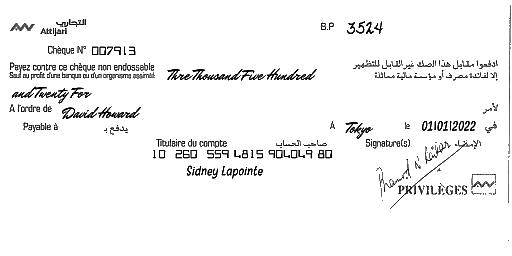 التجاري
Attijari
B.P 3524
Chèque N° 007913
Payez contre ce chèque non endossable
ادفعوا مقابل هذا الصك غير القابل للتظهير
Sauf au profit d'une banque ou d'un organisme assimilé
Three Thousand Five Hundred
إلا لفائدة مصرف أو مؤسسة مالية مماثلة
and Twenty For
A l'ordre de David Howard
لأمر
Payable à يدفع بـ
A Tokyo le 01/01/2022 في
Titulaire du compte صاحب الحساب
Signature(s) الإمضاء
10 260 559 4815 904049 80
Sidney Lapointe
PRIVILÈGES